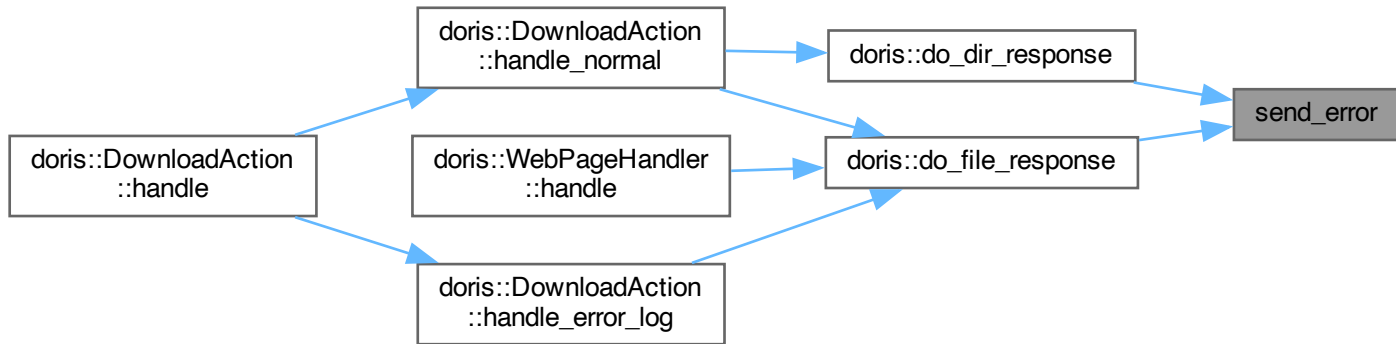 doris::DownloadAction
::handle_normal
doris::do_dir_response
send_error
doris::DownloadAction
::handle
doris::WebPageHandler
::handle
doris::do_file_response
doris::DownloadAction
::handle_error_log